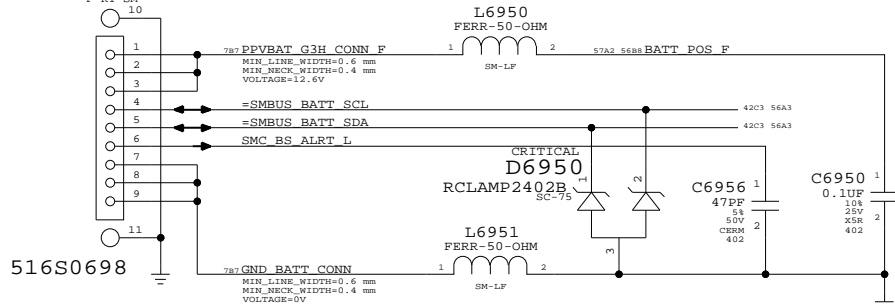 10
L6950
FERR-50-OHM
1
7B7 PPVBAT_G3H_CONN_F
1
2
57A2 56B8 BATT_POS_F
2
MIN_LINE_WIDTH=0.6 mm
MIN_NECK_WIDTH=0.4 mm
VOLTAGE=12.6V
SM-LF
3
4
=SMBUS_BATT_SCL
42C3 56A3
5
=SMBUS_BATT_SDA
42C3 56A3
6
SMC_BS_ALRT_L
7
CRITICAL
D6950
RCLAMP2402B
SC-75
1
2
3
8
9
C6956
1
47PF
5%
50V
CERM
402
2
C6950
1
0.1UF
10%
25V
X5R
402
2
11
L6951
FERR-50-OHM
516S0698
7B7 GND_BATT_CONN
1
2
MIN_LINE_WIDTH=0.6 mm
MIN_NECK_WIDTH=0.4 mm
VOLTAGE=0V
SM-LF